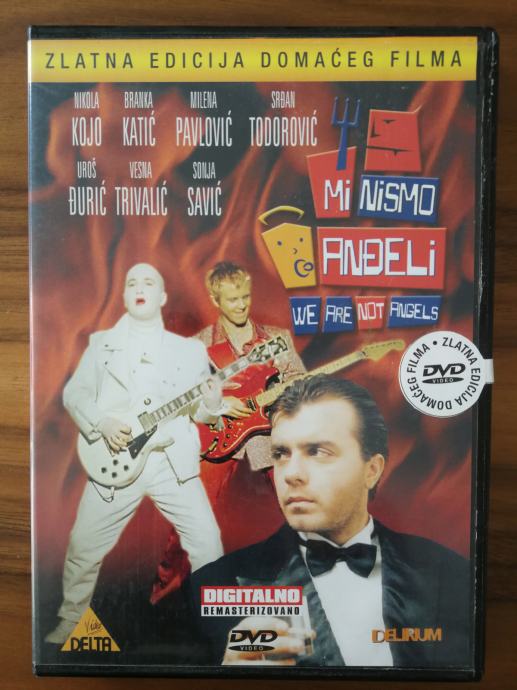 ZLATNA EDICIJA DOMAĆEG FILMA
NIKOLA
KOJO
BRANKA
KATIĆ
MILENA
PAVLOVIĆ
SRĐAN
TODOROVIĆ
UROŠ
ĐURIĆ
VESNA
TRIVALIĆ
SONJA
SAVIĆ
Mi NiSMO
ANĐELi
WE ARE NOT ANGELS
ZLATNA EDICIJA DOMAĆEG FILMA •
DVD
VIDEO
DIGITALNO
REMASTERIZOVANO
DVD
VIDEO
Video
DELTA
DELIRIUM